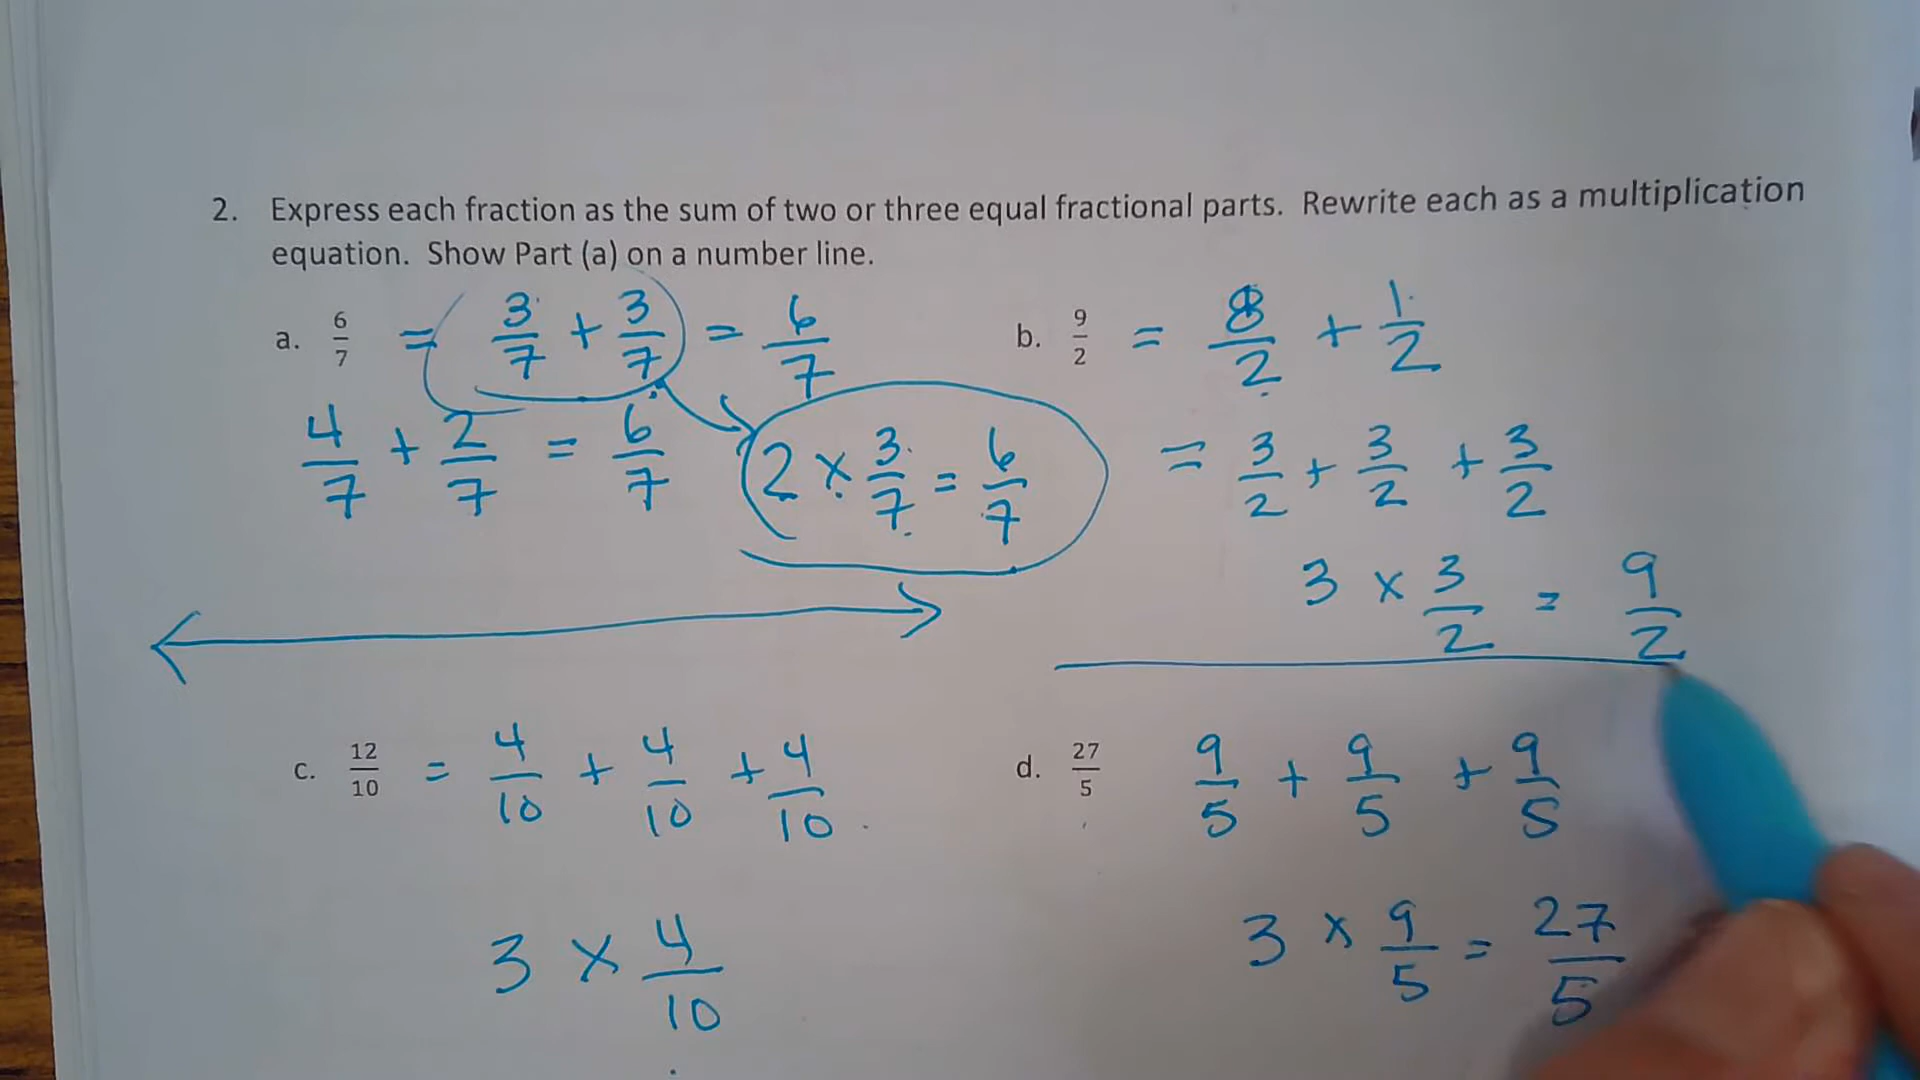 2. Express each fraction as the sum of two or three equal fractional parts. Rewrite each as a multiplication
equation. Show Part (a) on a number line.
a. 6/7 = 3/7 + 3/7 = 6/7
4/7 + 2/7 = 6/7
2 × 3/7 = 6/7
b. 9/2 = 8/2 + 1/2
= 3/2 + 3/2 + 3/2
3 × 3/2 = 9/2
c. 12/10 = 4/10 + 4/10 + 4/10
3 × 4/10
d. 27/5 9/5 + 9/5 + 9/5
3 × 9/5 = 27/5